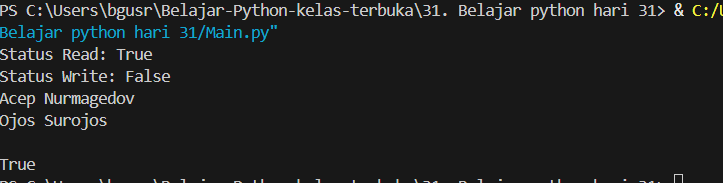 PS C:\Users\bgusr\Belajar-Python-kelas-terbuka\31. Belajar python hari 31> & C:/U
Belajar python hari 31/Main.py"
Status Read: True
Status Write: False
Acep Nurmagedov
Ojos Surojos

True
PS C:\Users\bgusr\Belajar-Python-kelas-terbuka\31. Belajar python hari 31>